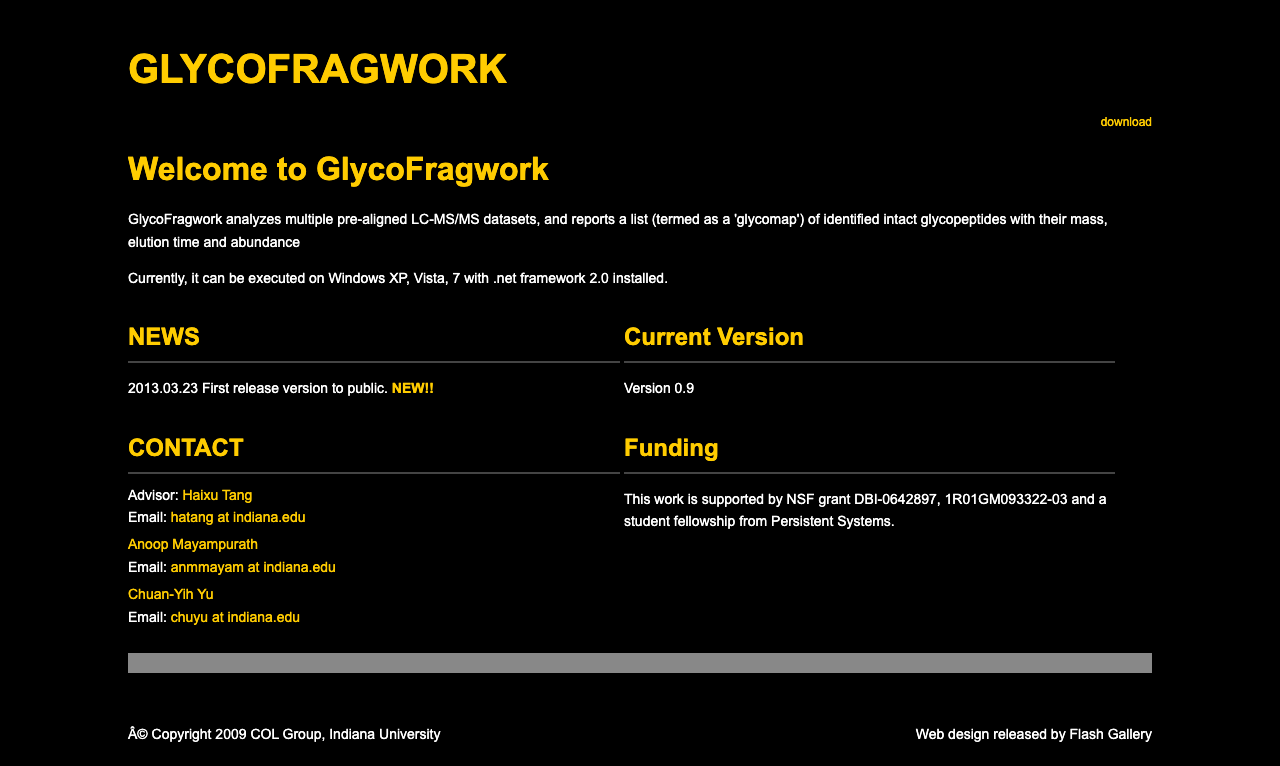 GLYCOFRAGWORK
download
Welcome to GlycoFragwork
GlycoFragwork analyzes multiple pre-aligned LC-MS/MS datasets, and reports a list (termed as a 'glycomap') of identified intact glycopeptides with their mass,
elution time and abundance
Currently, it can be executed on Windows XP, Vista, 7 with .net framework 2.0 installed.
NEWS
2013.03.23 First release version to public. NEW!!
Current Version
Version 0.9
CONTACT
Advisor: Haixu Tang
Email: hatang at indiana.edu
Anoop Mayampurath
Email: anmmayam at indiana.edu
Chuan-Yih Yu
Email: chuyu at indiana.edu
Funding
This work is supported by NSF grant DBI-0642897, 1R01GM093322-03 and a
student fellowship from Persistent Systems.
Â© Copyright 2009 COL Group, Indiana University
Web design released by Flash Gallery